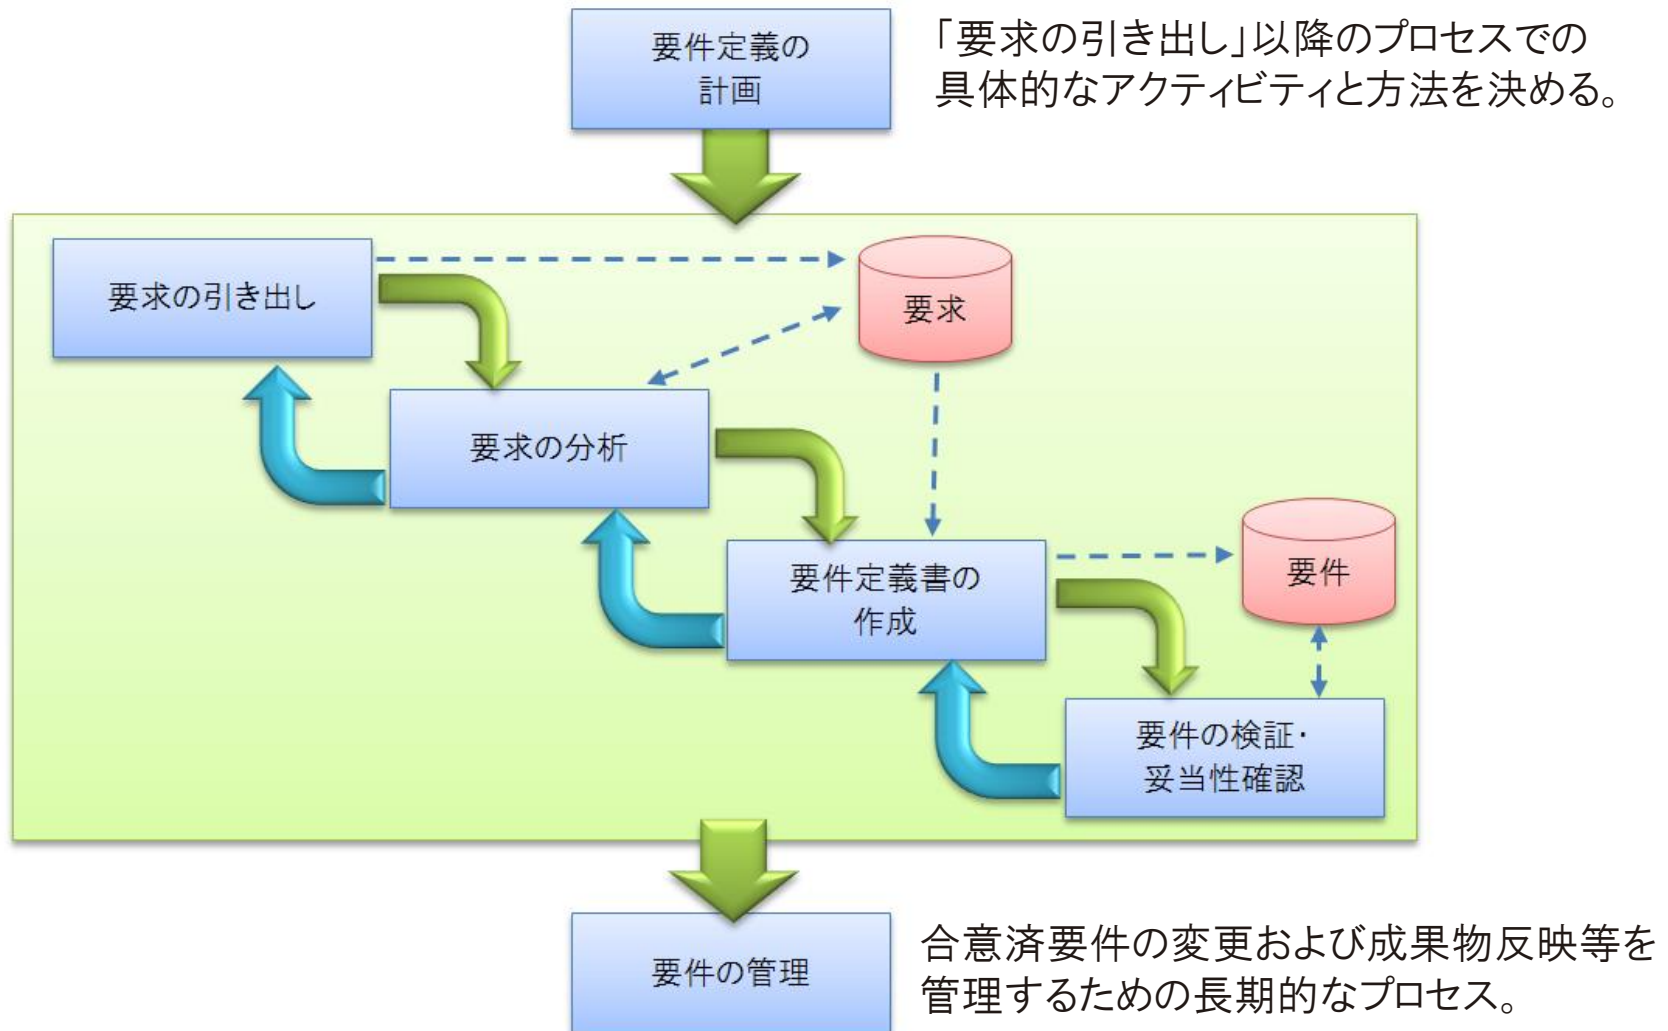 要件定義の
計画
「要求の引き出し」以降のプロセスでの
具体的なアクティビティと方法を決める。
要求の引き出し
要求
要求の分析
要件定義書の
作成
要件
要件の検証・
妥当性確認
要件の管理
合意済要件の変更および成果物反映等を
管理するための長期的なプロセス。